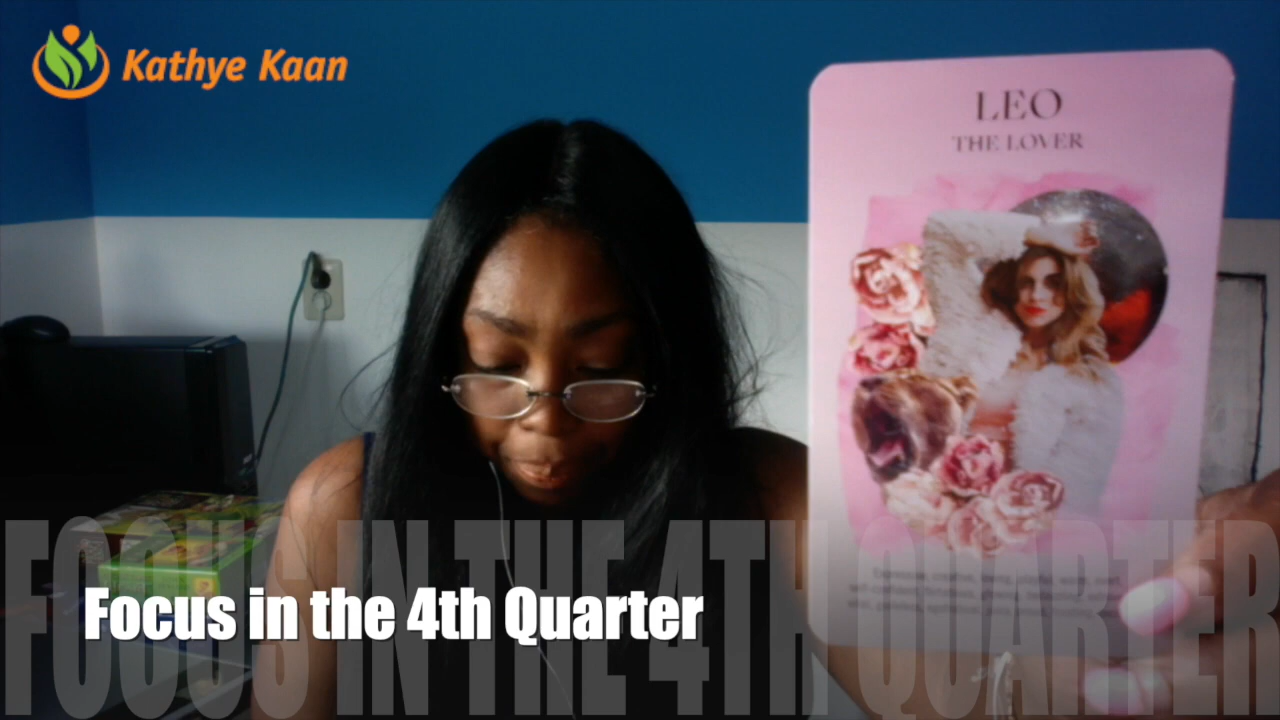 Kathye Kaan
LEO
THE LOVER
FOCUS IN THE 4TH QUARTER
Focus in the 4th Quarter